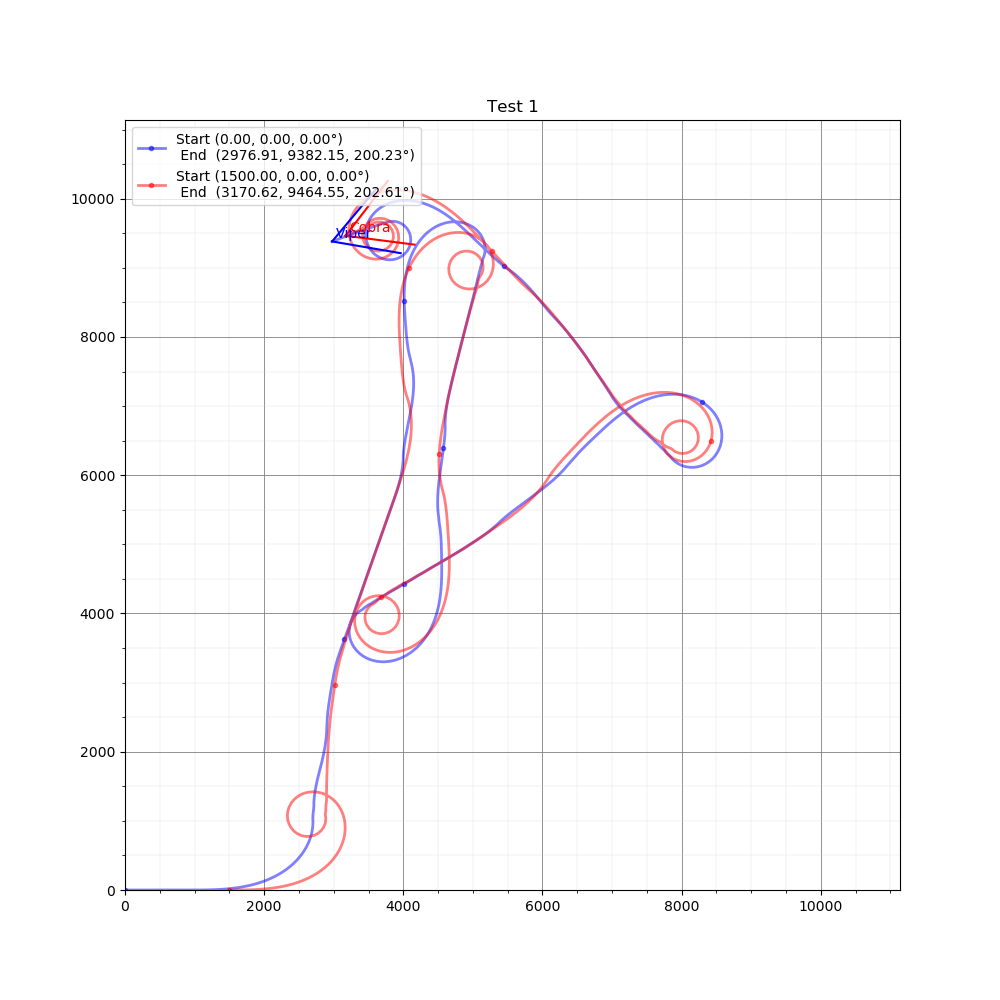 Test 1
Start (0.00, 0.00, 0.00°)
End (2976.91, 9382.15, 200.23°)
Start (1500.00, 0.00, 0.00°)
End (3170.62, 9464.55, 202.61°)
Cobra
Viper
10000
8000
6000
4000
2000
0
0 2000 4000 6000 8000 10000